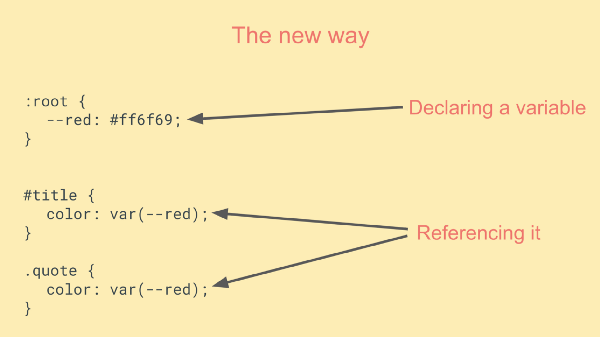 The new way
:root {
--red: #ff6f69;
}
Declaring a variable
#title {
color: var(--red);
}
Referencing it
.quote {
color: var(--red);
}